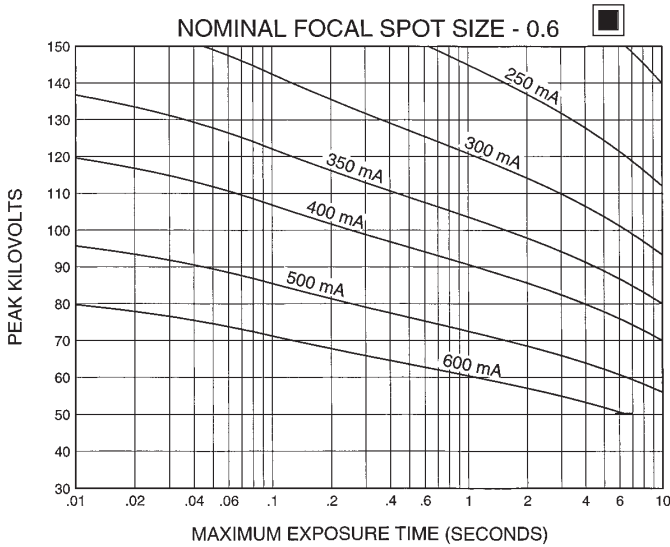 NOMINAL FOCAL SPOT SIZE - 0.6
150
140
130
120
110
100
90
80
70
60
50
40
30
PEAK KILOVOLTS
250 mA
300 mA
350 mA
400 mA
500 mA
600 mA
.01 .02 .04 .06 .1 .2 .4 .6 1 2 4 6 10
MAXIMUM EXPOSURE TIME (SECONDS)